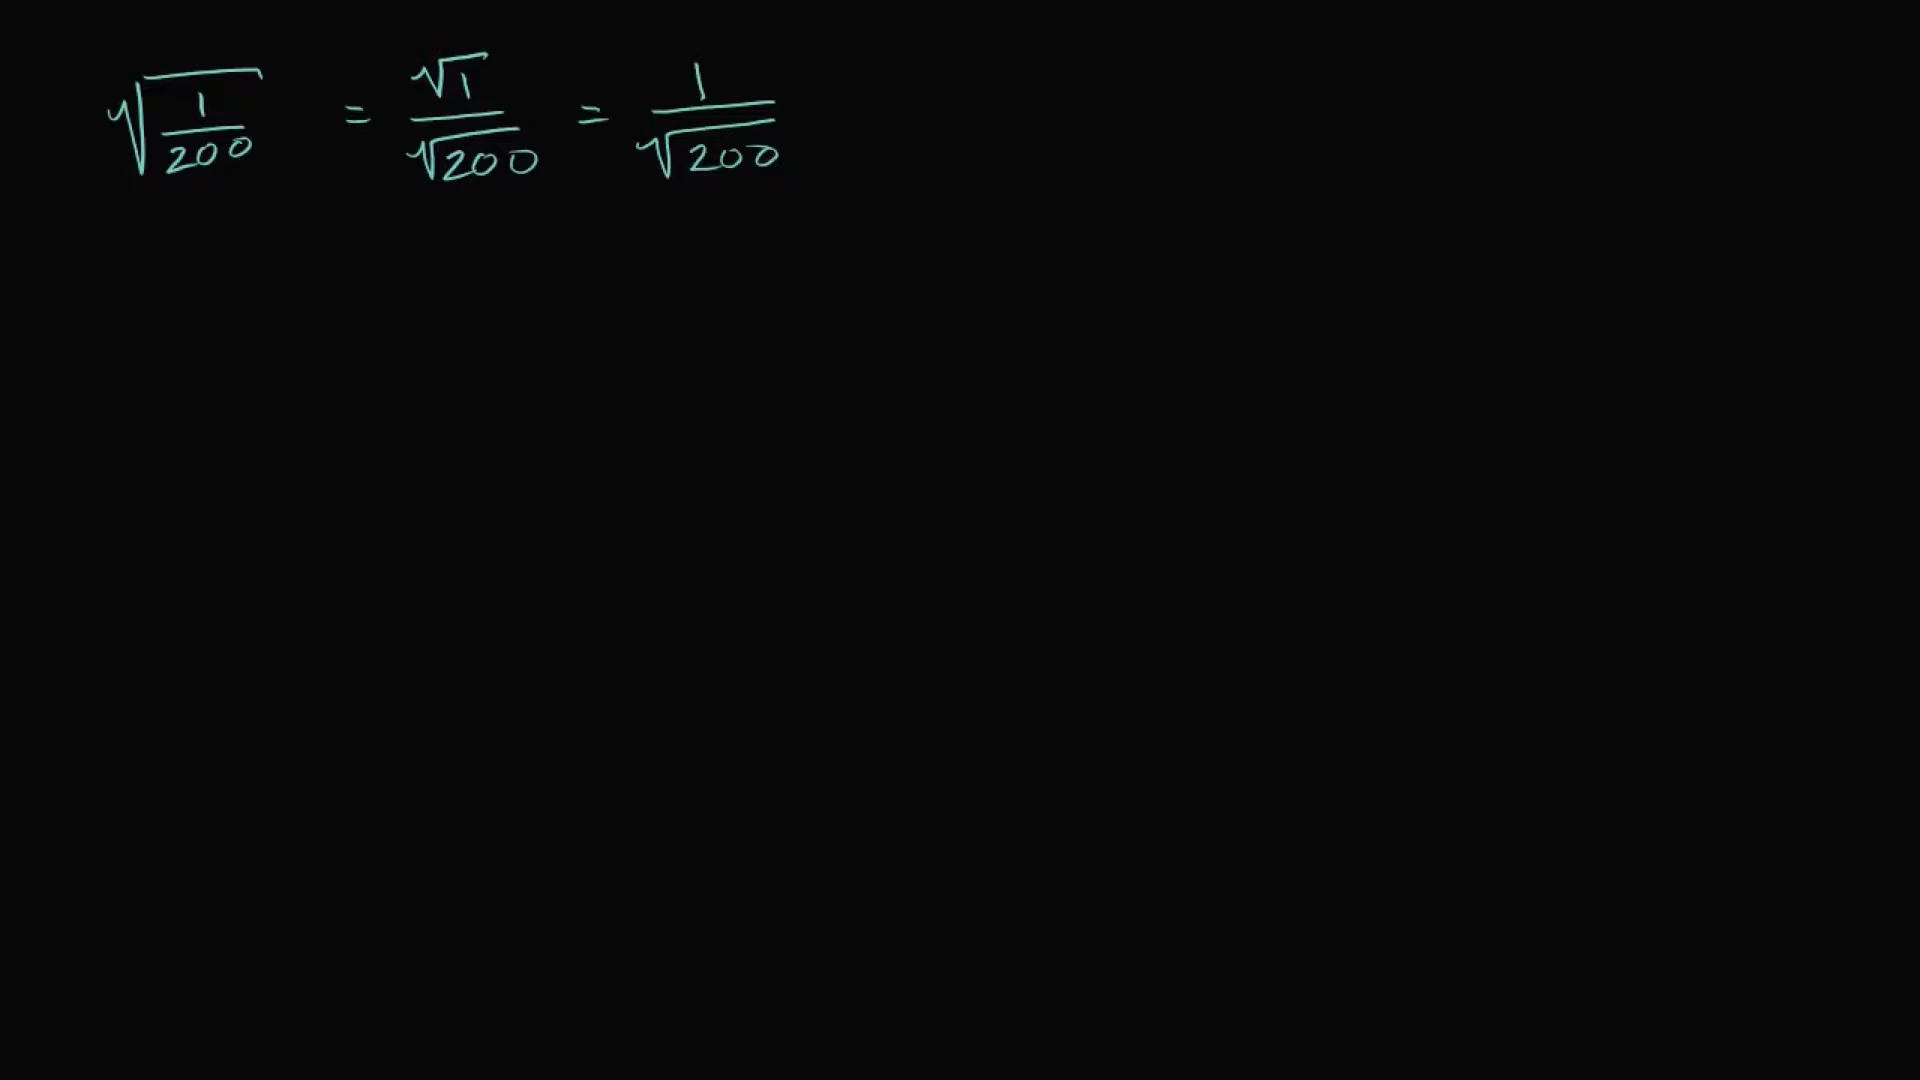 √(1/200) = √1/√200 = 1/√200